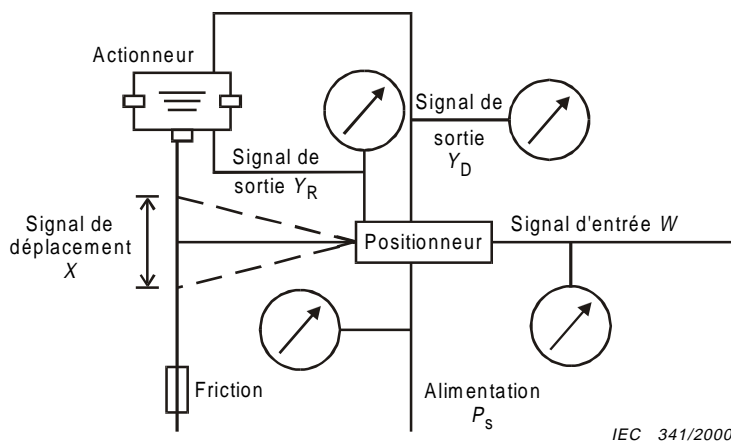 Actionneur
Signal de
sortie
Y_D
Signal de
sortie Y_R
Signal de
déplacement
X
Positionneur
Signal d'entrée W
Friction
Alimentation
P_s
IEC 341/2000